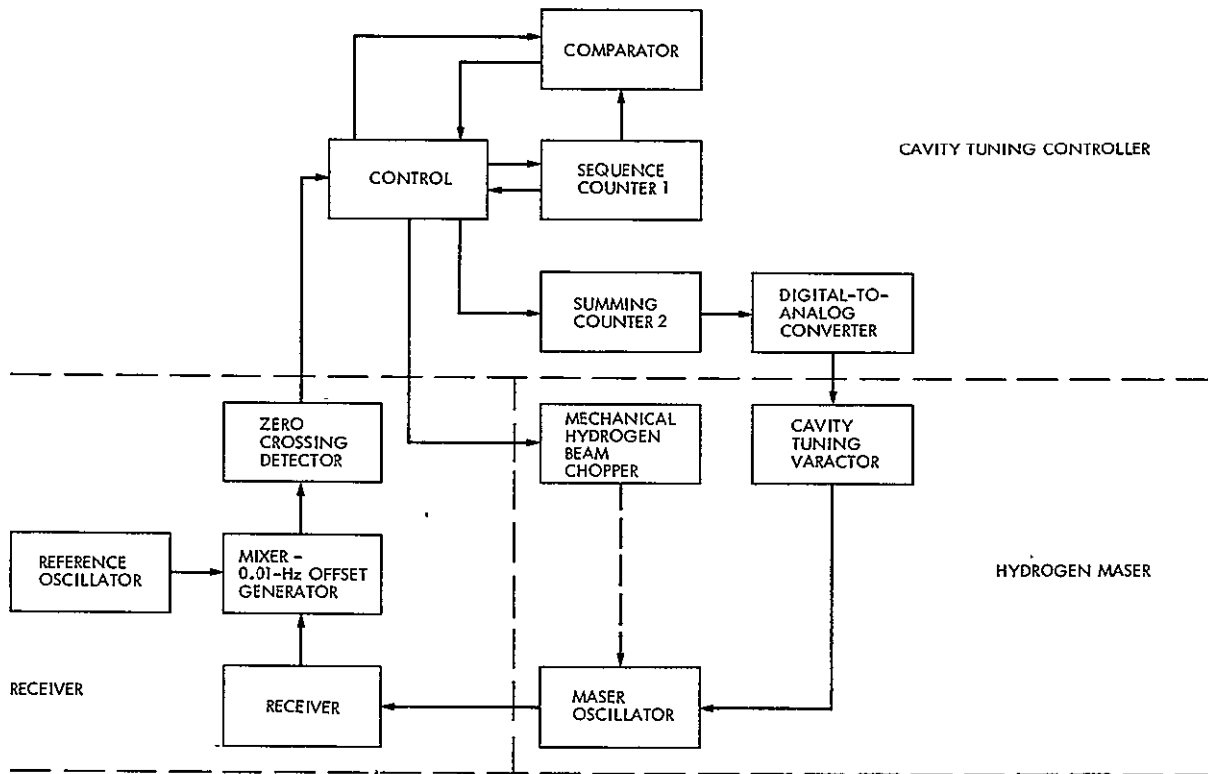 COMPARATOR
CONTROL
SEQUENCE
COUNTER 1
CAVITY TUNING CONTROLLER
SUMMING
COUNTER 2
DIGITAL-TO-
ANALOG
CONVERTER
ZERO
CROSSING
DETECTOR
MECHANICAL
HYDROGEN
BEAM
CHOPPER
CAVITY
TUNING
VARACTOR
REFERENCE
OSCILLATOR
MIXER -
0.01-Hz OFFSET
GENERATOR
HYDROGEN MASER
RECEIVER
RECEIVER
MASER
OSCILLATOR